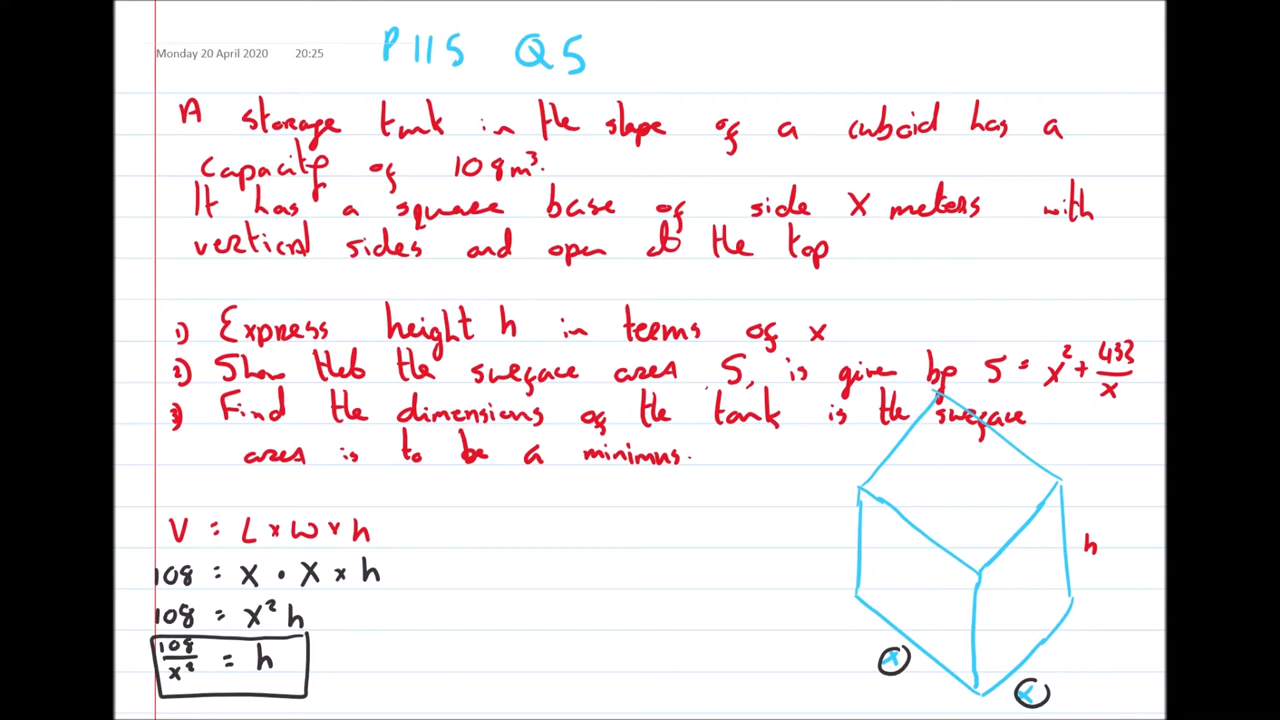 Monday 20 April 2020 20:25
P115 Q5
A storage tank in the shape of a cuboid has a
capacity of 108m³.
It has a square base of side X meters with
vertical sides and open at the top
1) Express height h in terms of x
2) Show that the surface area S, is given by S = x² + 432/x
3) Find the dimensions of the tank is the surface
area is to be a minimus.
V = L × W × h
108 = X • X × h
108 = X² h
108/x² = h
h
x
x